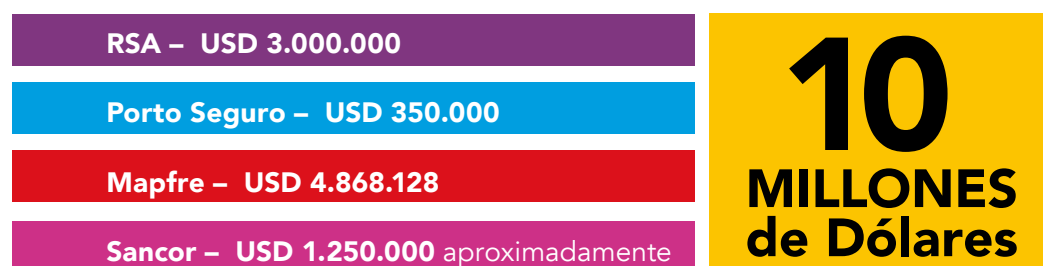 RSA – USD 3.000.000
Porto Seguro – USD 350.000
Mapfre – USD 4.868.128
Sancor – USD 1.250.000 aproximadamente
10
MILLONES
de Dólares